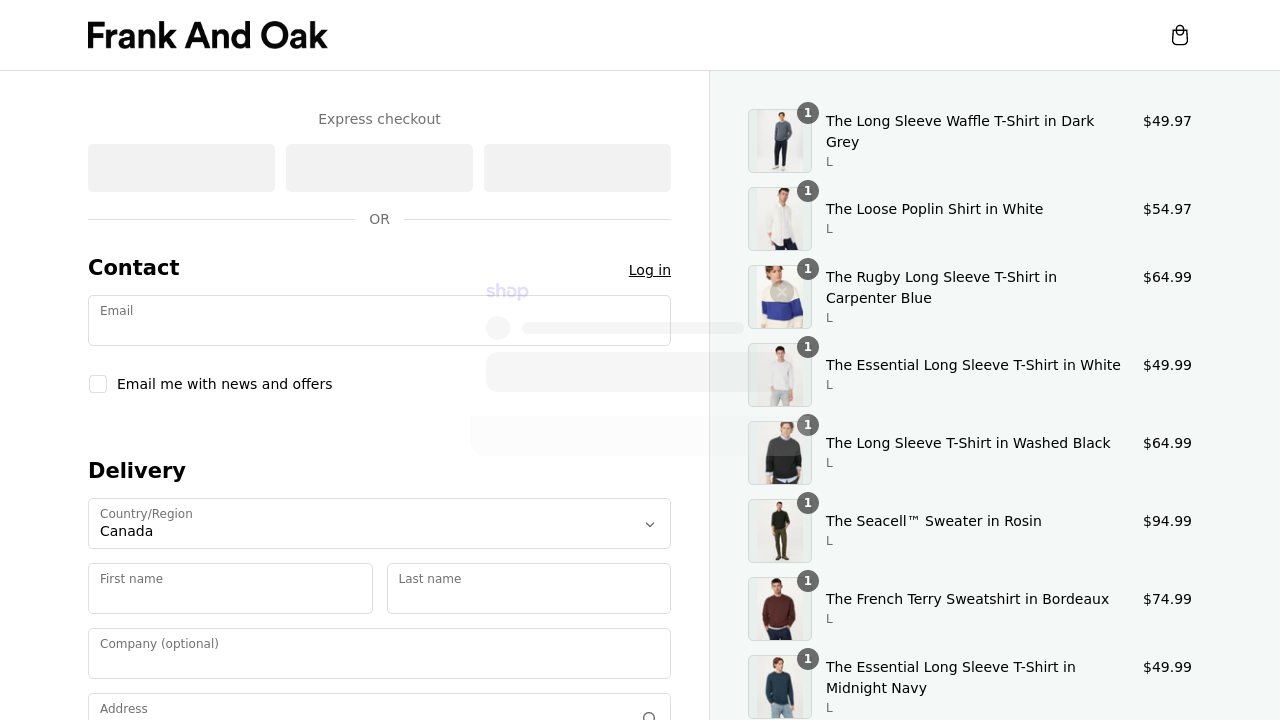 Frank And Oak
Express checkout
OR
Contact
Log in
Email
shop
Email me with news and offers
Delivery
Country/Region
Canada
First name
Last name
Company (optional)
Address
1
The Long Sleeve Waffle T-Shirt in Dark
Grey
L
$49.97
1
The Loose Poplin Shirt in White
L
$54.97
1
The Rugby Long Sleeve T-Shirt in
Carpenter Blue
L
$64.99
1
The Essential Long Sleeve T-Shirt in White
L
$49.99
1
The Long Sleeve T-Shirt in Washed Black
L
$64.99
1
The Seacell™ Sweater in Rosin
L
$94.99
1
The French Terry Sweatshirt in Bordeaux
L
$74.99
1
The Essential Long Sleeve T-Shirt in
Midnight Navy
L
$49.99